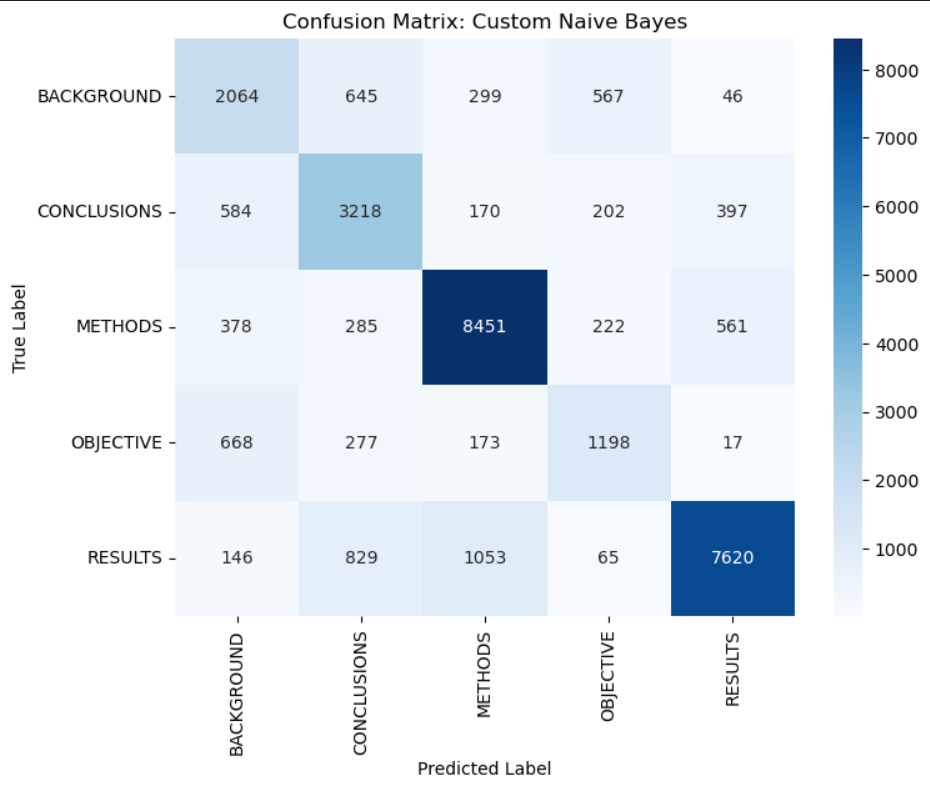 Confusion Matrix: Custom Naive Bayes
True Label
BACKGROUND 2064 645 299 567 46
CONCLUSIONS 584 3218 170 202 397
METHODS 378 285 8451 222 561
OBJECTIVE 668 277 173 1198 17
RESULTS 146 829 1053 65 7620
BACKGROUND CONCLUSIONS METHODS OBJECTIVE RESULTS
Predicted Label
8000
7000
6000
5000
4000
3000
2000
1000